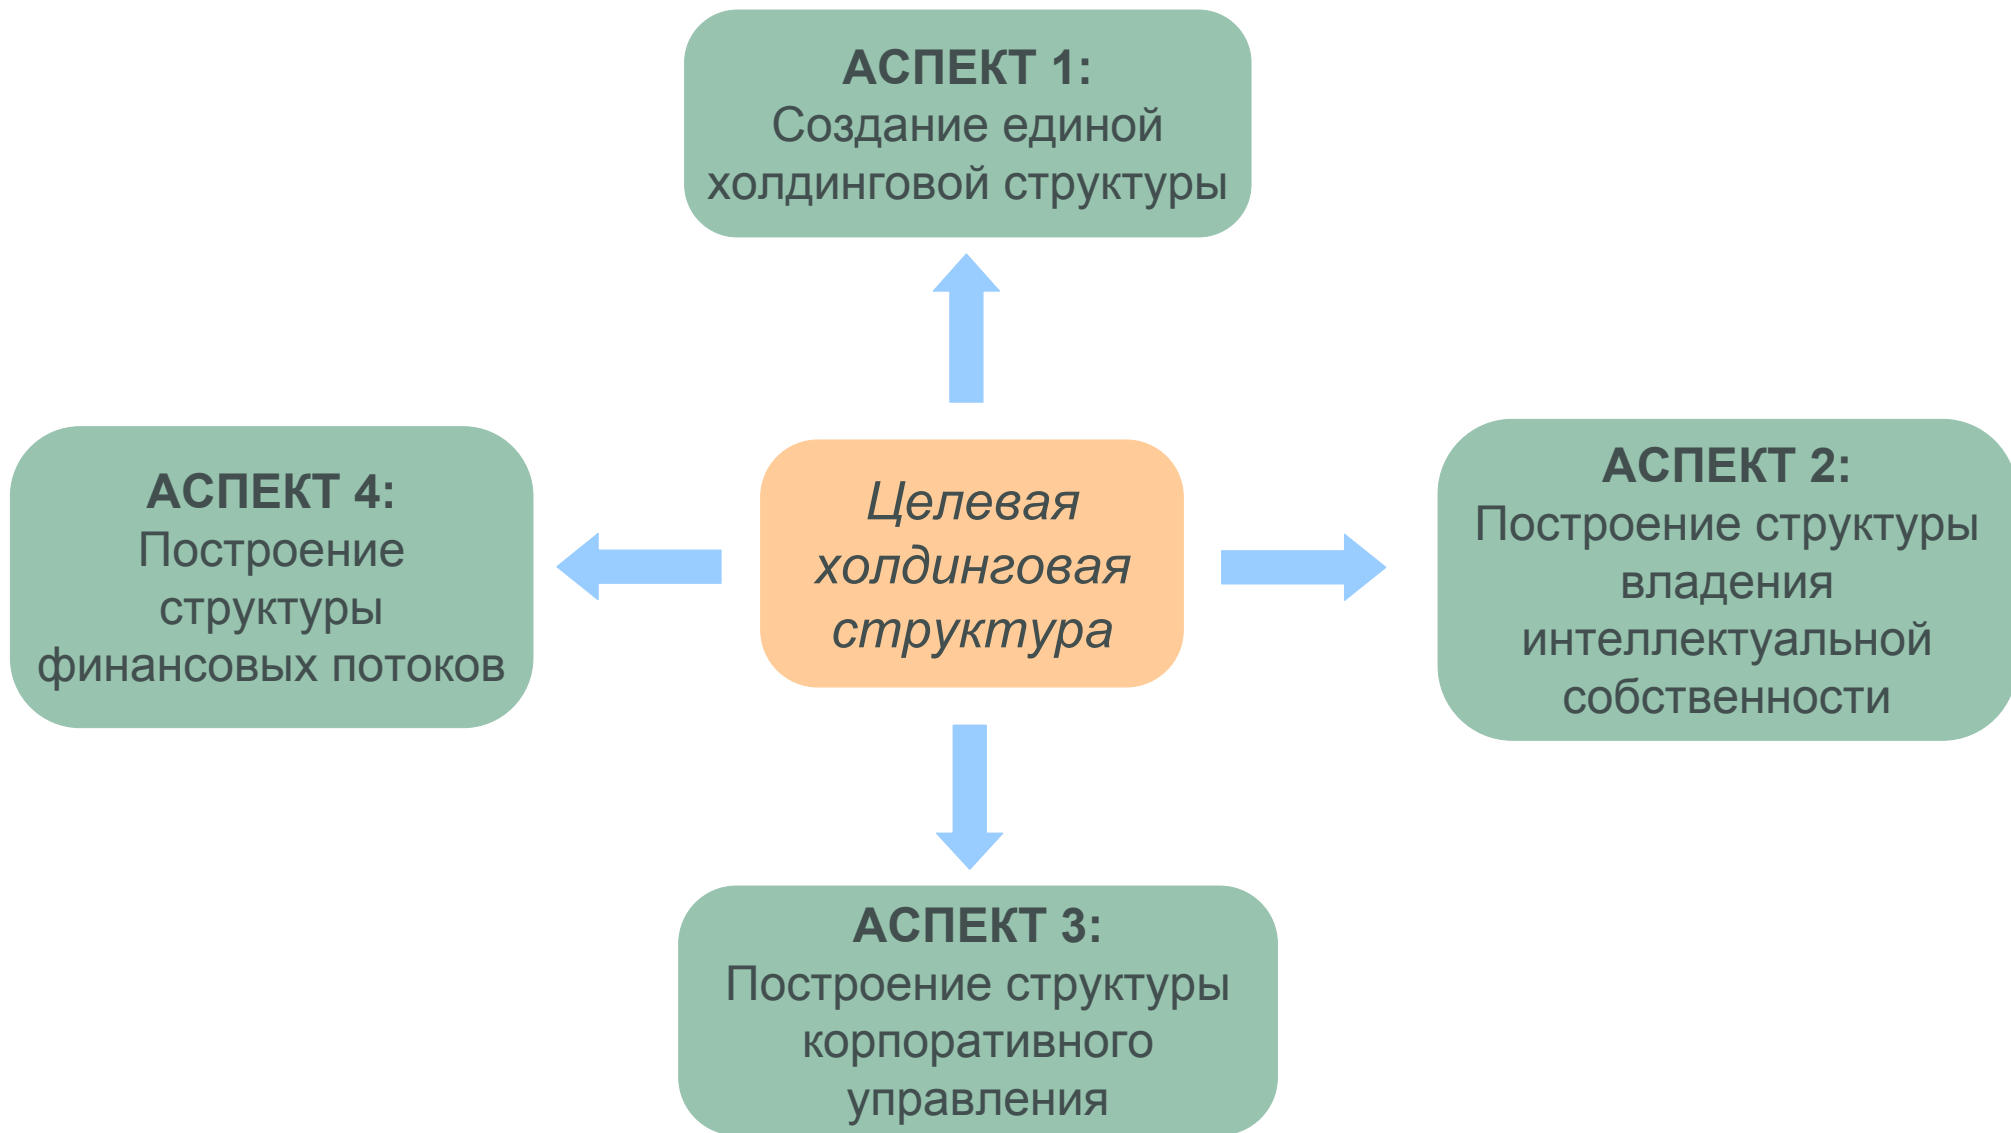 АСПЕКТ 1:
Создание единой
холдинговой структуры
АСПЕКТ 4:
Построение
структуры
финансовых потоков
Целевая
холдинговая
структура
АСПЕКТ 2:
Построение структуры
владения
интеллектуальной
собственности
АСПЕКТ 3:
Построение структуры
корпоративного
управления